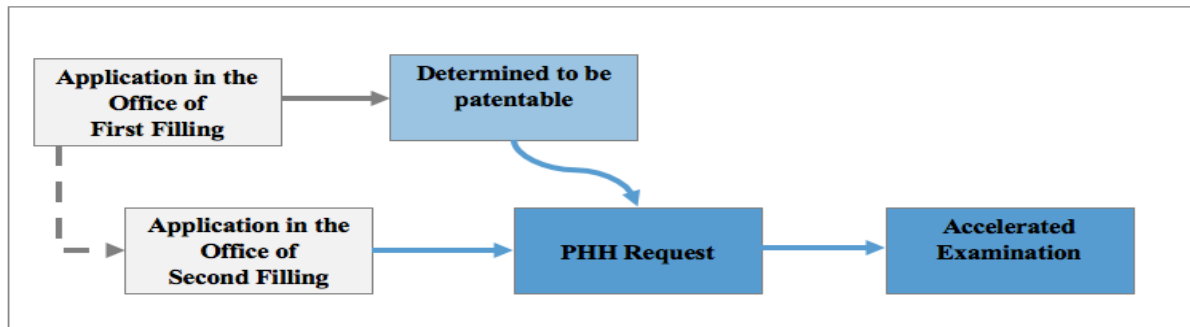 Application in the
Office of
First Filling
Determined to be
patentable
Application in the
Office of
Second Filling
PHH Request
Accelerated
Examination